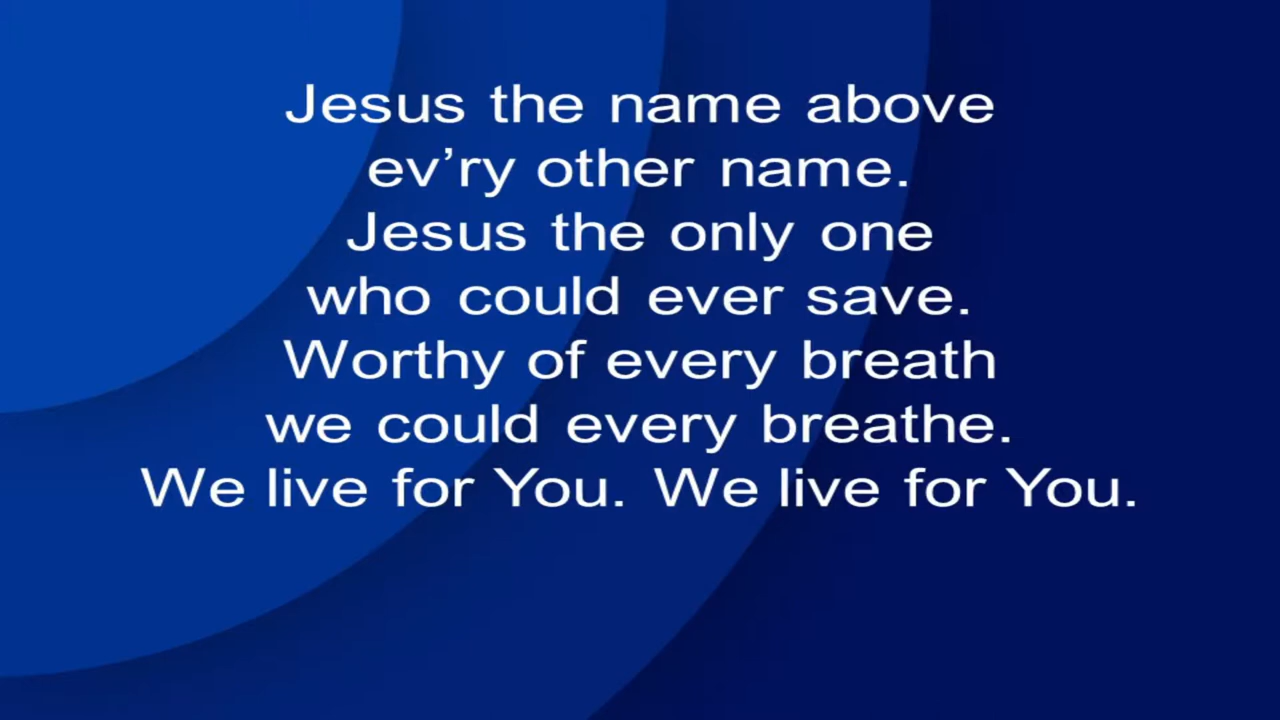 Jesus the name above
ev’ry other name.
Jesus the only one
who could ever save.
Worthy of every breath
we could every breathe.
We live for You. We live for You.